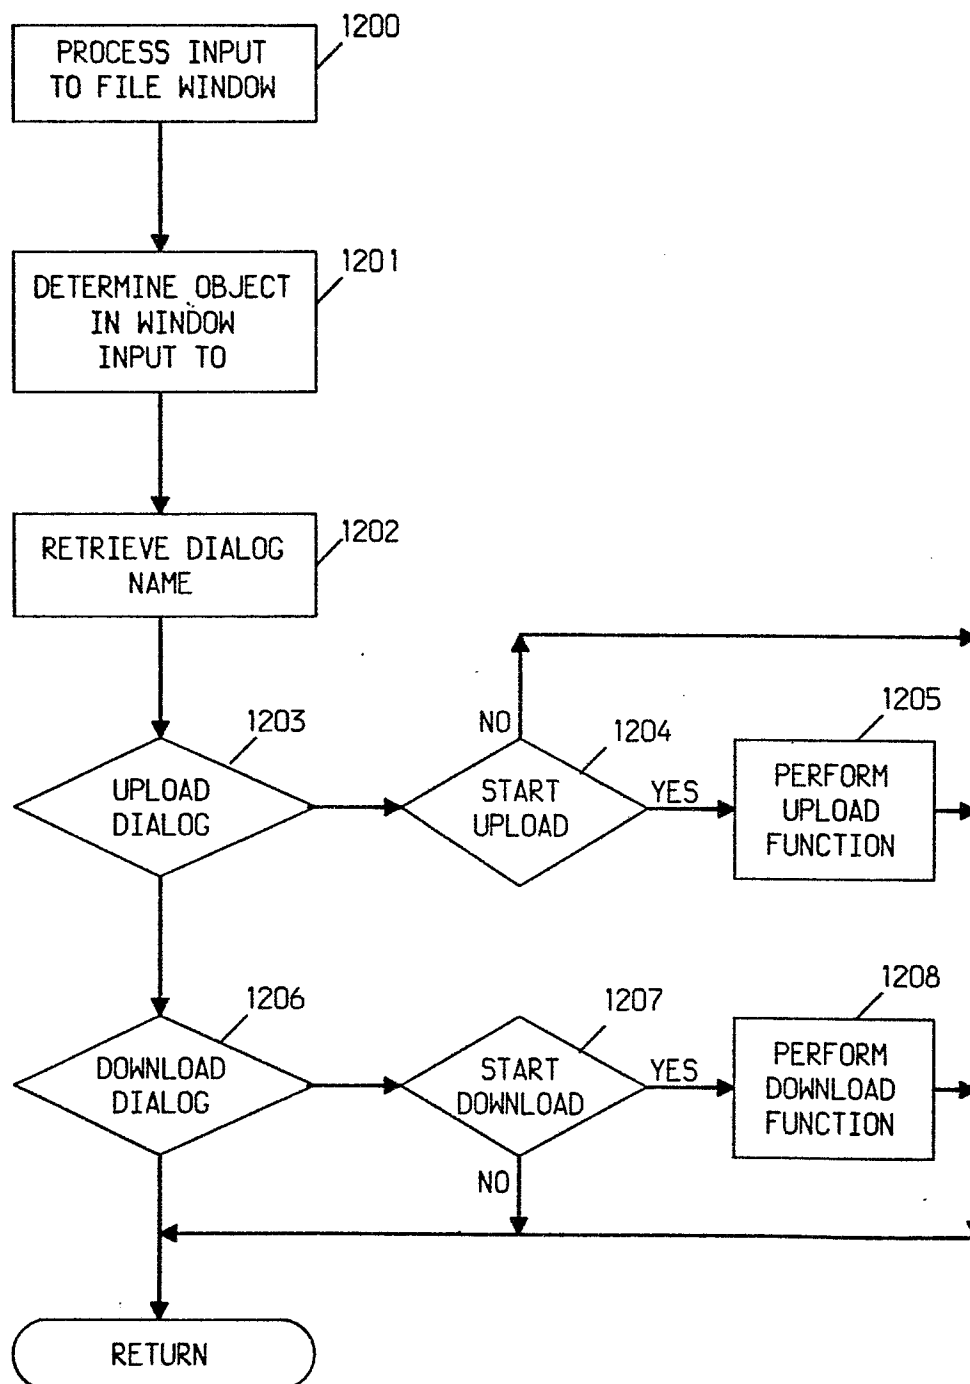 1200
PROCESS INPUT
TO FILE WINDOW
1201
DETERMINE OBJECT
IN WINDOW
INPUT TO
1202
RETRIEVE DIALOG
NAME
1203
UPLOAD
DIALOG
NO
1204
START
UPLOAD
YES
1205
PERFORM
UPLOAD
FUNCTION
1206
DOWNLOAD
DIALOG
1207
START
DOWNLOAD
YES
NO
1208
PERFORM
DOWNLOAD
FUNCTION
RETURN